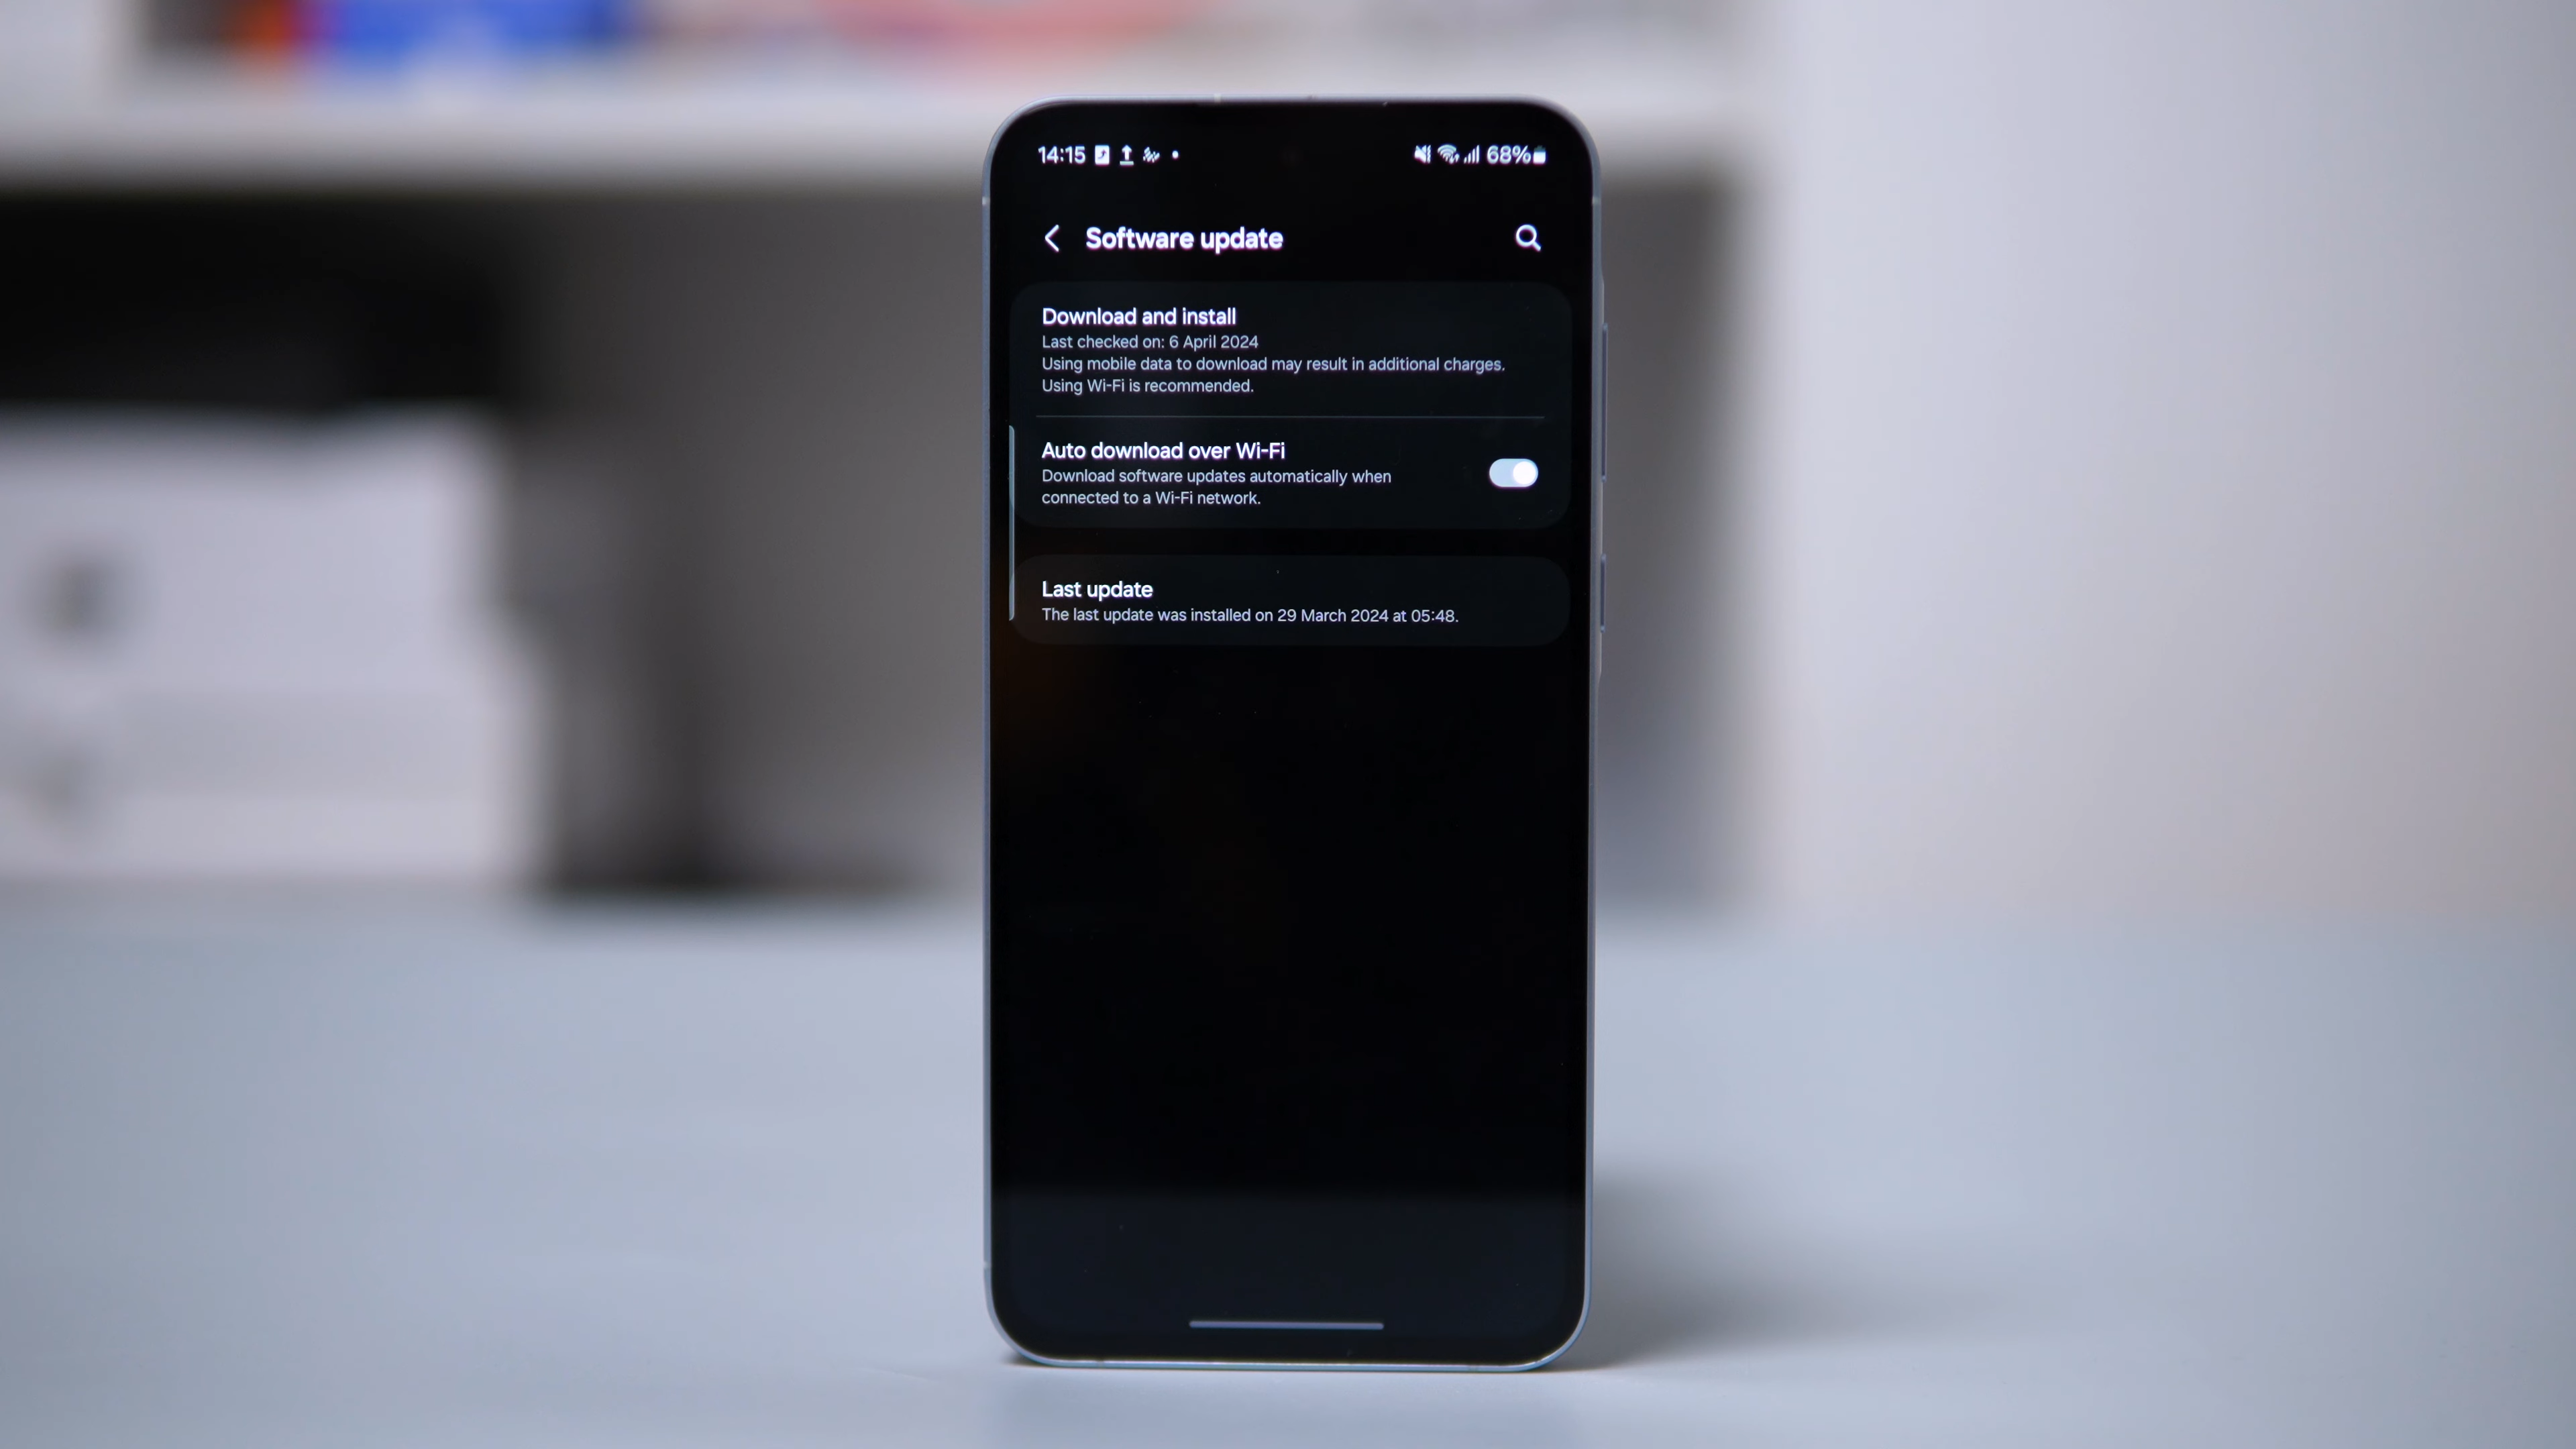 14:15 68%
Software update
Download and install
Last checked on: 6 April 2024
Using mobile data to download may result in additional charges.
Using Wi-Fi is recommended.
Auto download over Wi-Fi
Download software updates automatically when
connected to a Wi-Fi network.
Last update
The last update was installed on 29 March 2024 at 05:48.